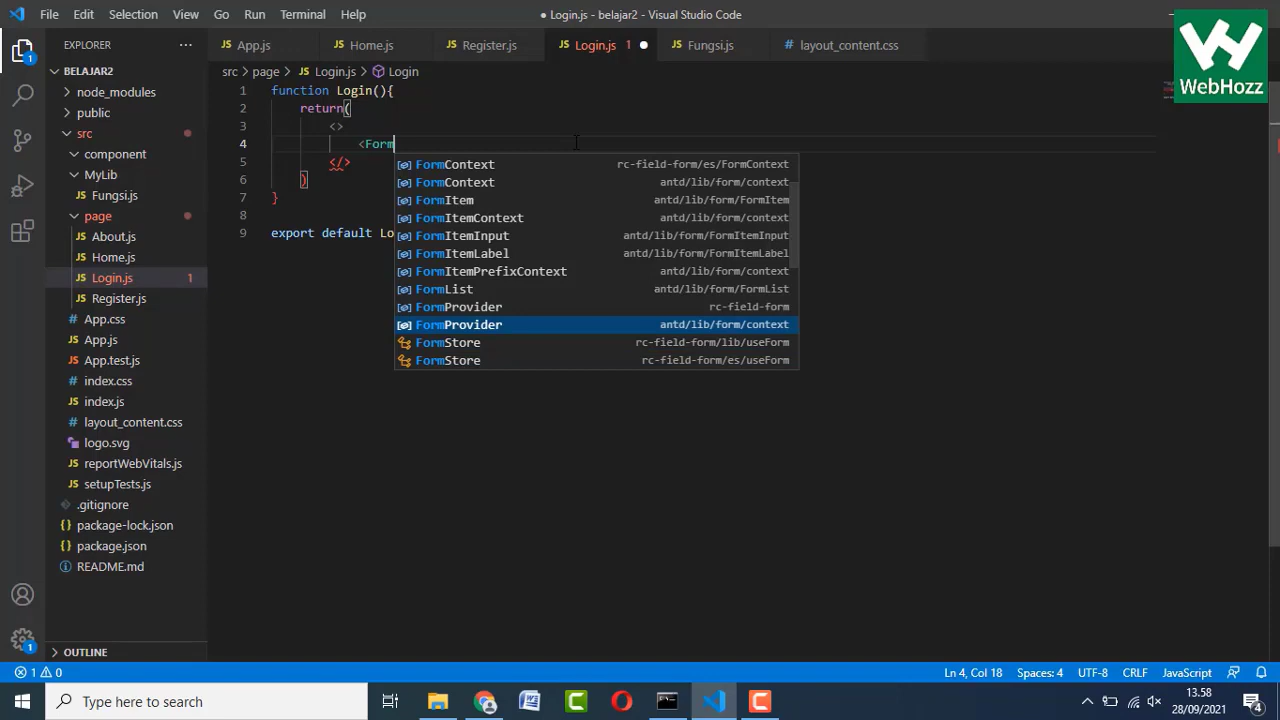 File Edit Selection View Go Run Terminal Help
● Login.js - belajar2 - Visual Studio Code
WebHozz
EXPLORER
App.js
Home.js
Register.js
Login.js 1
Fungsi.js
layout_content.css
BELAJAR2
node_modules
public
src
component
MyLib
Fungsi.js
page
About.js
Home.js
Login.js 1
Register.js
App.css
App.js
App.test.js
index.css
index.js
layout_content.css
logo.svg
reportWebVitals.js
setupTests.js
.gitignore
package-lock.json
package.json
README.md
OUTLINE
src > page > Login.js > Login
1 function Login(){
2 return(
3 <>
4 <Form
5 </>
6 )
7 }
8
9 export default Lo
FormContext rc-field-form/es/FormContext
FormContext antd/lib/form/context
FormItem antd/lib/form/FormItem
FormItemContext antd/lib/form/context
FormItemInput antd/lib/form/FormItemInput
FormItemLabel antd/lib/form/FormItemLabel
FormItemPrefixContext antd/lib/form/context
FormList antd/lib/form/FormList
FormProvider rc-field-form
FormProvider antd/lib/form/context
FormStore rc-field-form/lib/useForm
FormStore rc-field-form/es/useForm
1 0
Ln 4, Col 18 Spaces: 4 UTF-8 CRLF JavaScript
Type here to search
13.58
28/09/2021
4